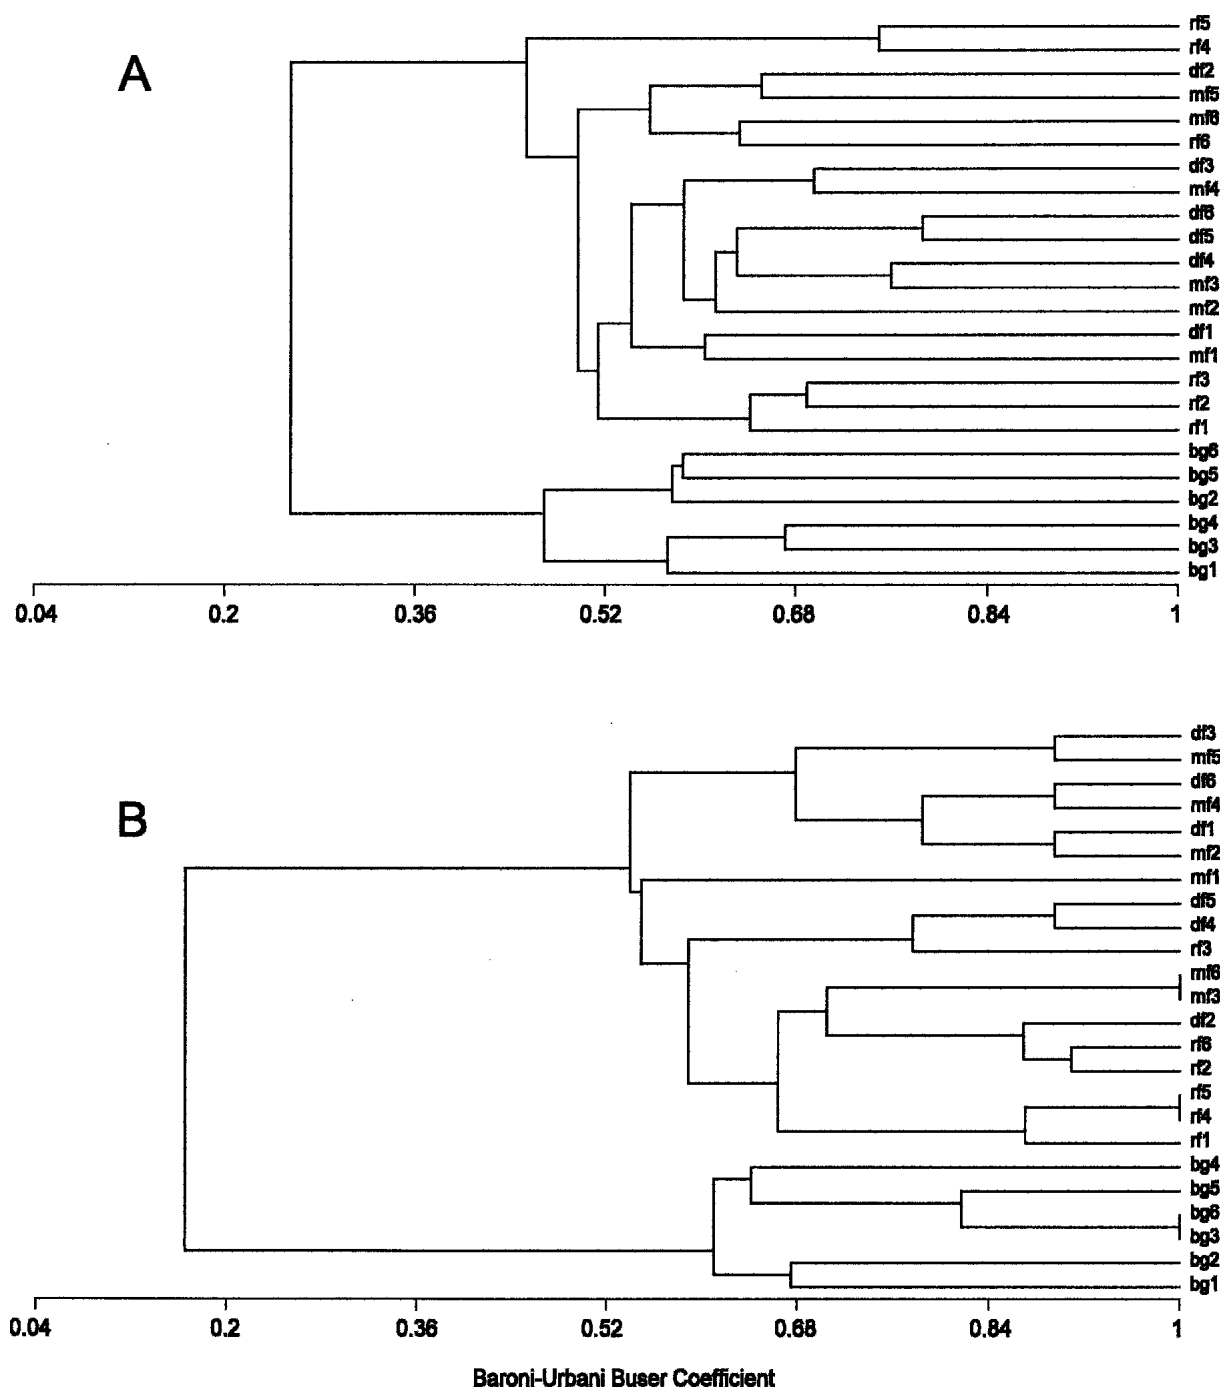 A
rf5
rf4
df2
mf5
mf6
rf6
df3
mf4
df6
df5
df4
mf3
mf2
df1
mf1
rf3
rf2
rf1
bg6
bg5
bg2
bg4
bg3
bg1
0.04 0.2 0.36 0.52 0.68 0.84 1
B
df3
mf5
df6
mf4
df1
mf2
mf1
df5
df4
rf3
mf6
mf3
df2
rf6
rf2
rf5
rf4
rf1
bg4
bg5
bg6
bg3
bg2
bg1
0.04 0.2 0.36 0.52 0.68 0.84 1
Baroni-Urbani Buser Coefficient